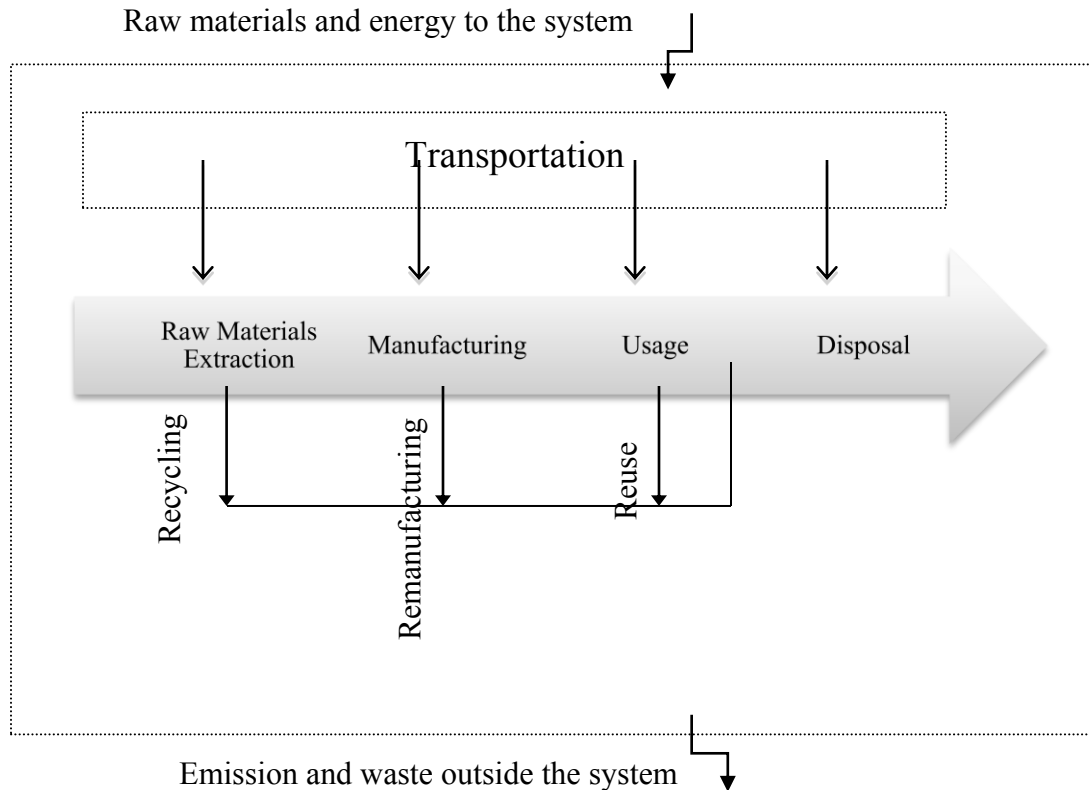 Raw materials and energy to the system
Transportation
Raw Materials
Extraction
Manufacturing
Usage
Disposal
Recycling
Remanufacturing
Reuse
Emission and waste outside the system